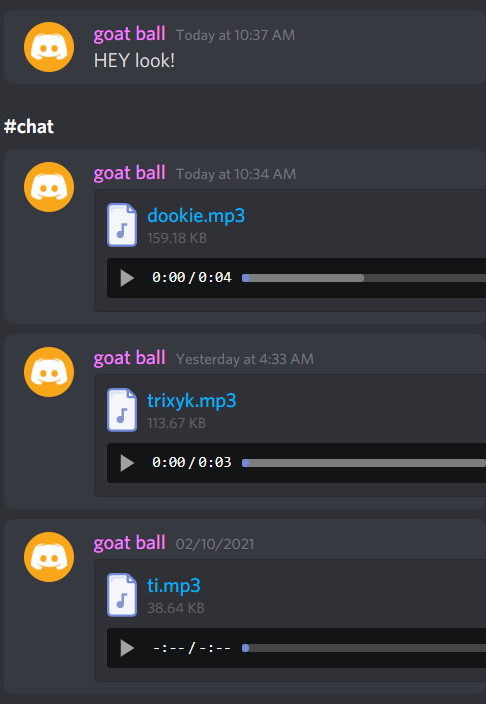 goat ball Today at 10:37 AM
HEY look!
#chat
goat ball Today at 10:34 AM
dookie.mp3
159.18 KB
0:00/0:04
goat ball Yesterday at 4:33 AM
trixyk.mp3
113.67 KB
0:00/0:03
goat ball 02/10/2021
ti.mp3
38.64 KB
-:--/-:--